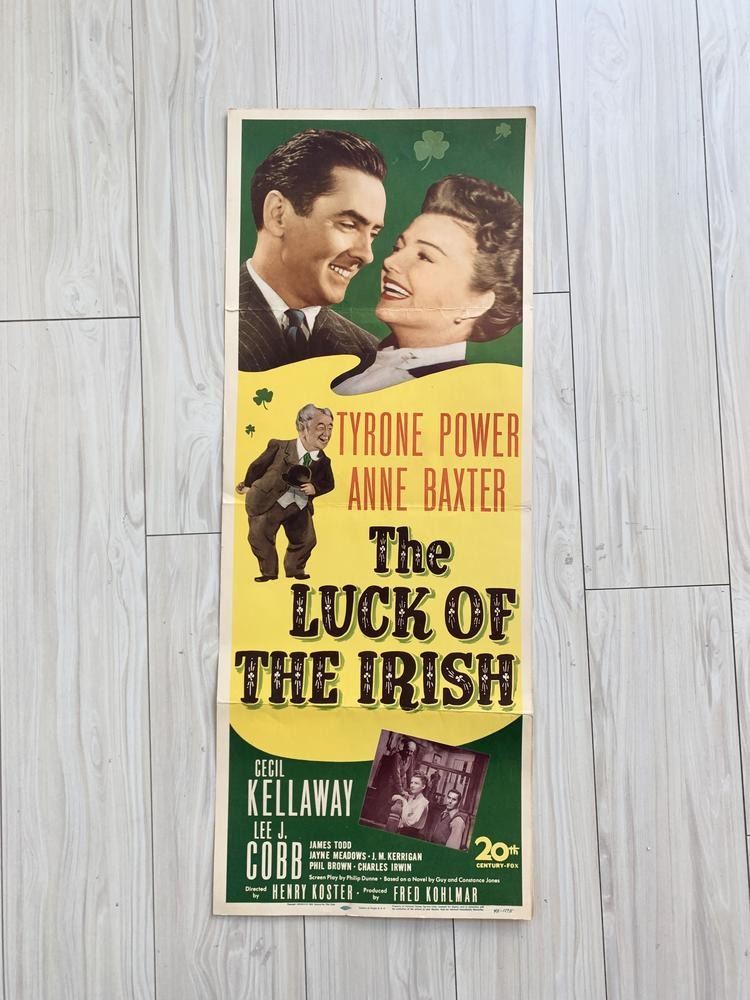 TYRONE POWER
ANNE BAXTER
The
LUCK OF
THE IRISH
CECIL
KELLAWAY
LEE J.
COBB
JAMES TODD
JAYNE MEADOWS · J. M. KERRIGAN
PHIL BROWN · CHARLES IRWIN
Screen Play by Philip Dunne · Based on a Novel by Guy and Constance Jones
Directed by HENRY KOSTER · Produced by FRED KOHLMAR
20th
CENTURY-FOX